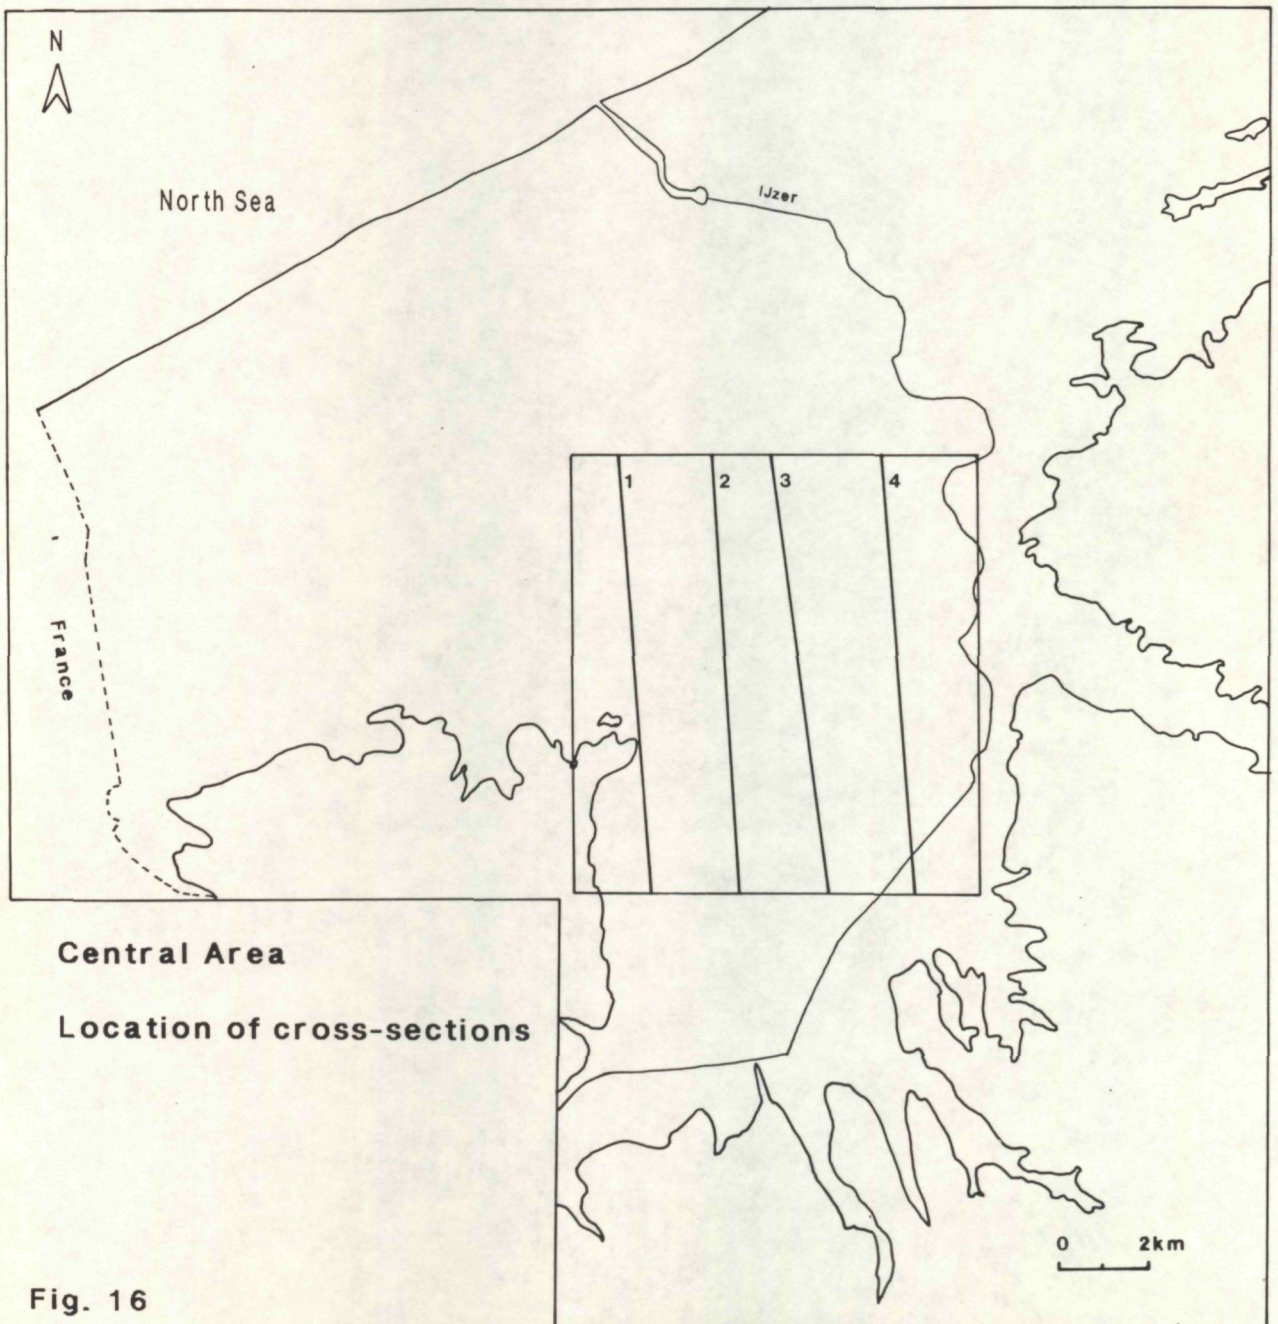 N
North Sea
IJzer
1
2
3
4
France
Central Area
Location of cross-sections
0 2km
Fig. 16